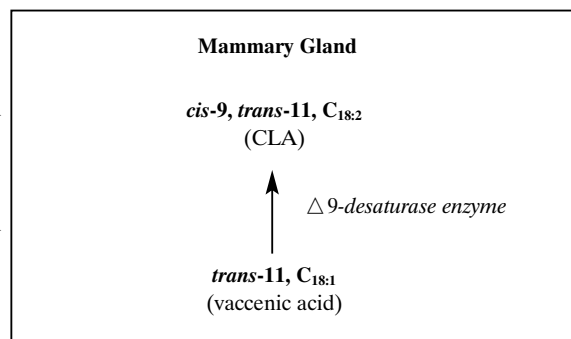 Mammary Gland
cis-9, trans-11, C18:2
(CLA)
△9-desaturase enzyme
trans-11, C18:1
(vaccenic acid)